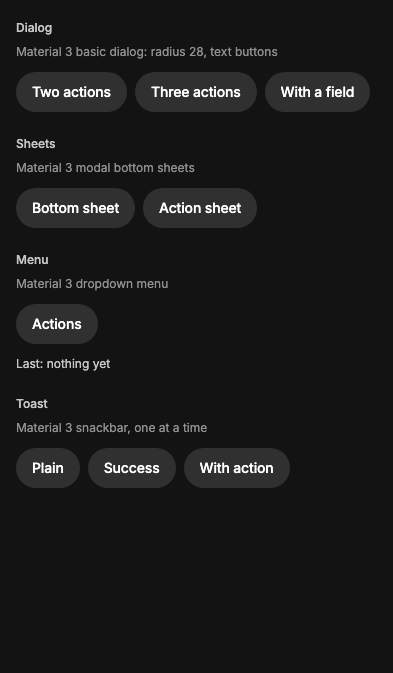 Dialog
Material 3 basic dialog: radius 28, text buttons
Two actions Three actions With a field
Sheets
Material 3 modal bottom sheets
Bottom sheet Action sheet
Menu
Material 3 dropdown menu
Actions
Last: nothing yet
Toast
Material 3 snackbar, one at a time
Plain Success With action